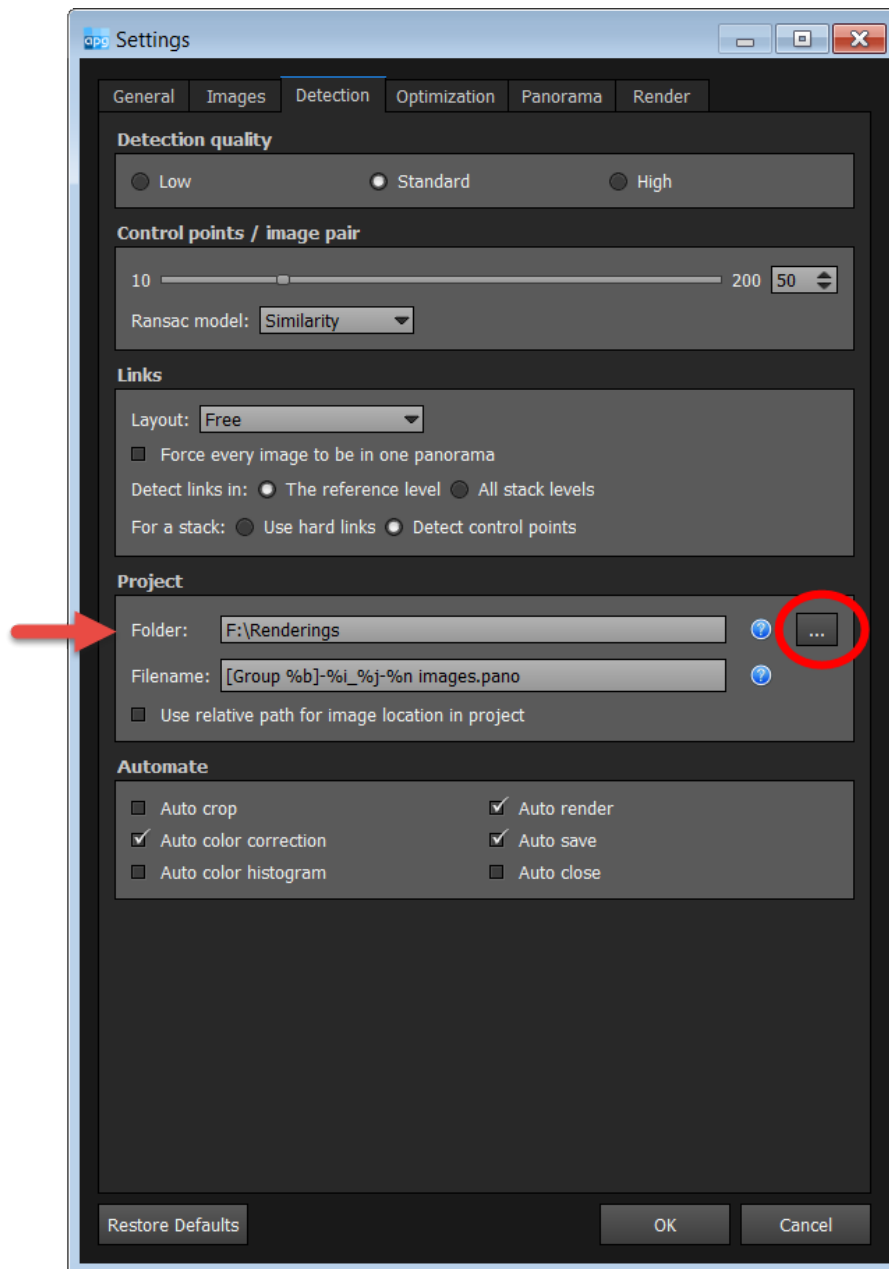 apg Settings
General Images Detection Optimization Panorama Render
Detection quality
Low Standard High
Control points / image pair
10 200 50
Ransac model: Similarity
Links
Layout: Free
Force every image to be in one panorama
Detect links in: The reference level All stack levels
For a stack: Use hard links Detect control points
Project
Folder: F:\Renderings ? ...
Filename: [Group %b]-%i_%j-%n images.pano ?
Use relative path for image location in project
Automate
Auto crop Auto render
Auto color correction Auto save
Auto color histogram Auto close
Restore Defaults OK Cancel